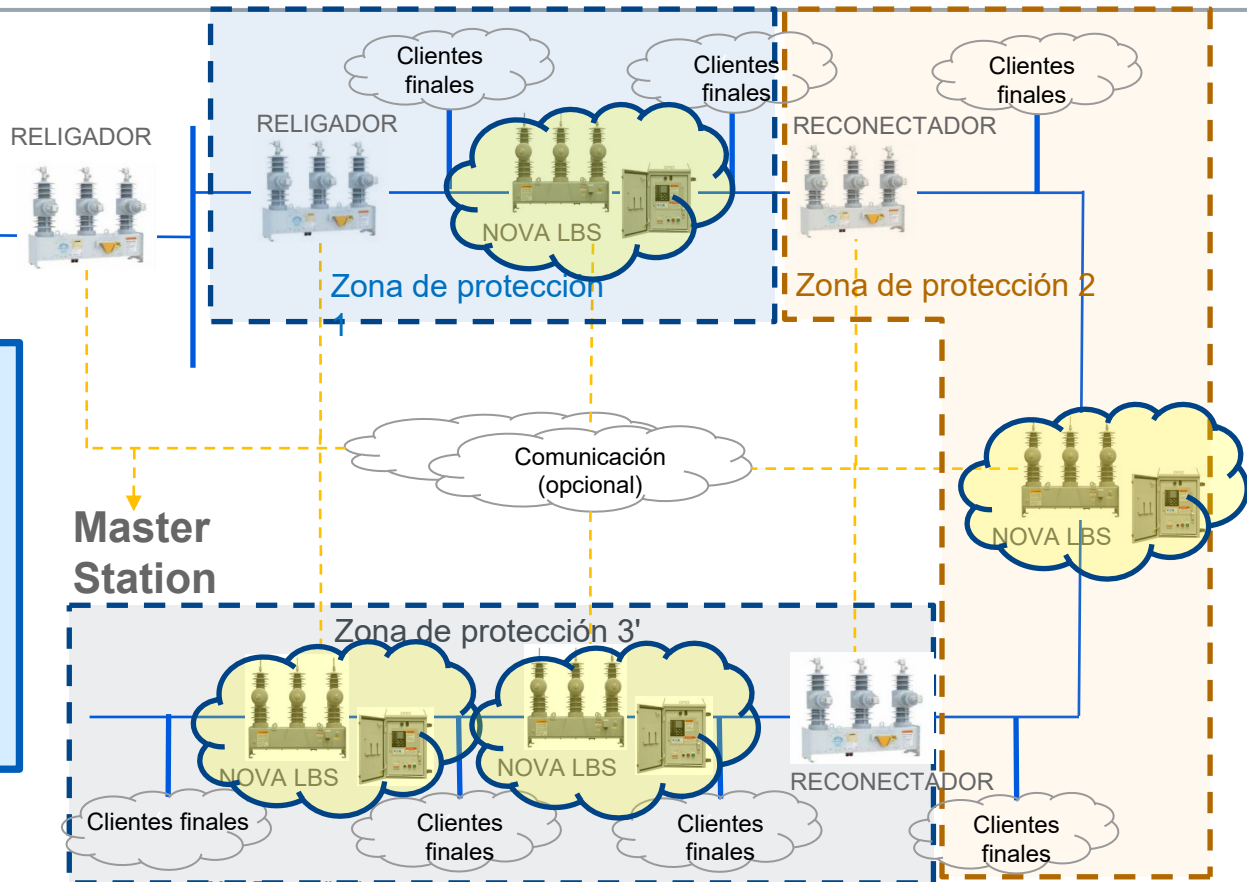 Clientes
finales
Clientes
finales
Clientes
finales
RELIGADOR
RELIGADOR
RECONECTADOR
NOVA LBS
Zona de protección
1
Zona de protección 2
Comunicación
(opcional)
NOVA LBS
Master
Station
Zona de protección 3'
NOVA LBS
NOVA LBS
RECONECTADOR
Clientes finales
Clientes
finales
Clientes
finales
Clientes
finales